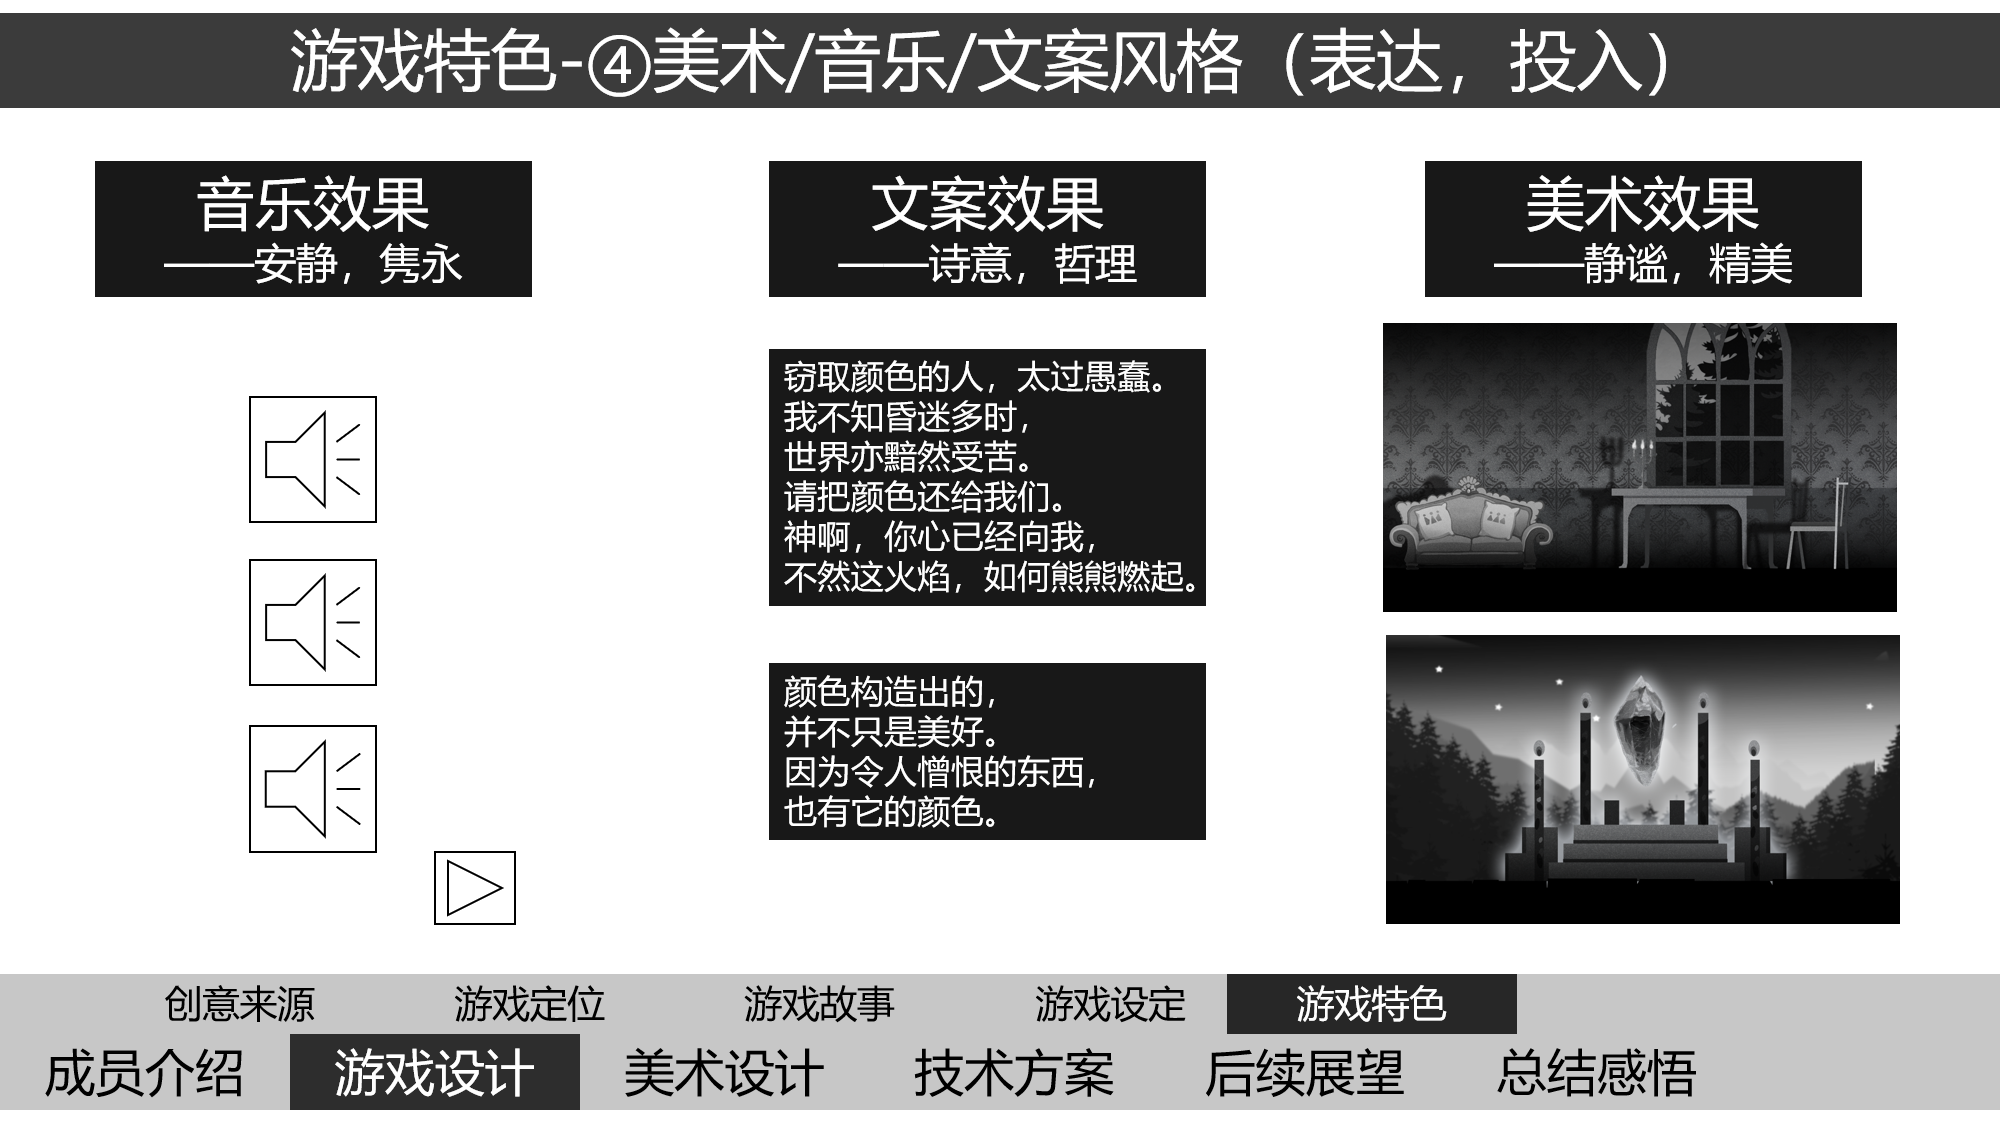 游戏特色-④美术/音乐/文案风格（表达，投入）
音乐效果
——安静，隽永
文案效果
——诗意，哲理
美术效果
——静谧，精美
窃取颜色的人，太过愚蠢。
我不知昏迷多时，
世界亦黯然受苦。
请把颜色还给我们。
神啊，你心已经向我，
不然这火焰，如何熊熊燃起。
颜色构造出的，
并不只是美好。
因为令人憎恨的东西，
也有它的颜色。
创意来源
游戏定位
游戏故事
游戏设定
游戏特色
成员介绍
游戏设计
美术设计
技术方案
后续展望
总结感悟